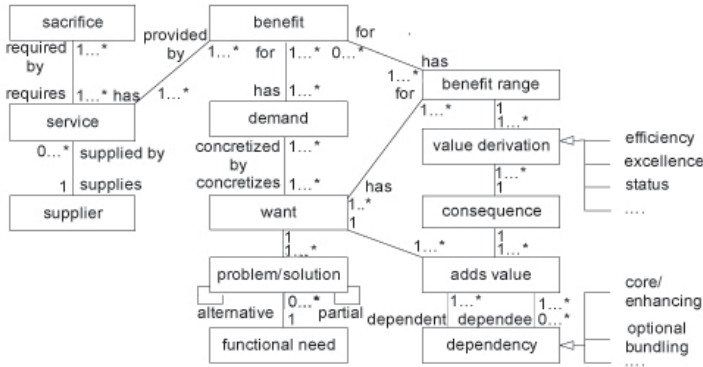 sacrifice
benefit
for
required by
1...*
provided by
1...*
for
1...*
0...*
has
1...*
benefit range
requires
1...*
has
1...*
has
1...*
for
1...*
1
1...*
service
demand
value derivation
efficiency
excellence
status
....
0...*
supplied by
concretized by
1...*
1...*
1
1
supplies
concretizes
1...*
has
supplier
want
1..*
consequence
1
1
1...*
1...*
1
1...*
problem/solution
adds value
core/
enhancing
alternative
0...*
partial
1...*
1...*
1
dependent
dependee
0...*
optional
bundling
....
functional need
dependency